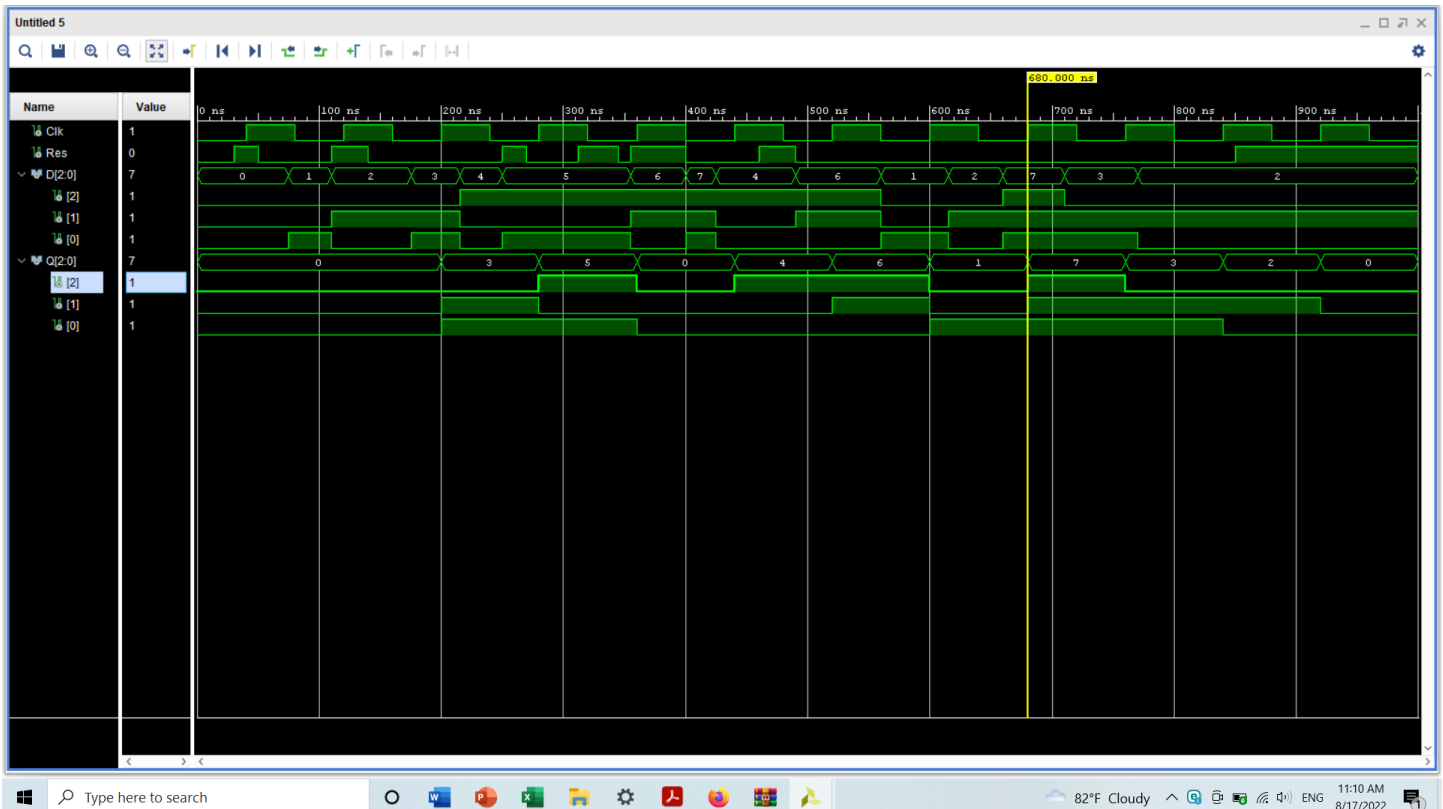 Untitled 5
680.000 ns
Name Value
0 ns 100 ns 200 ns 300 ns 400 ns 500 ns 600 ns 700 ns 800 ns 900 ns
Clk 1
Res 0
D[2:0] 7 0 1 2 3 4 5 6 7 4 6 1 2 7 3 2
[2] 1
[1] 1
[0] 1
Q[2:0] 7 0 3 5 0 4 6 1 7 3 2 0
[2] 1
[1] 1
[0] 1
Type here to search
82°F Cloudy
ENG
11:10 AM
8/17/2022
1